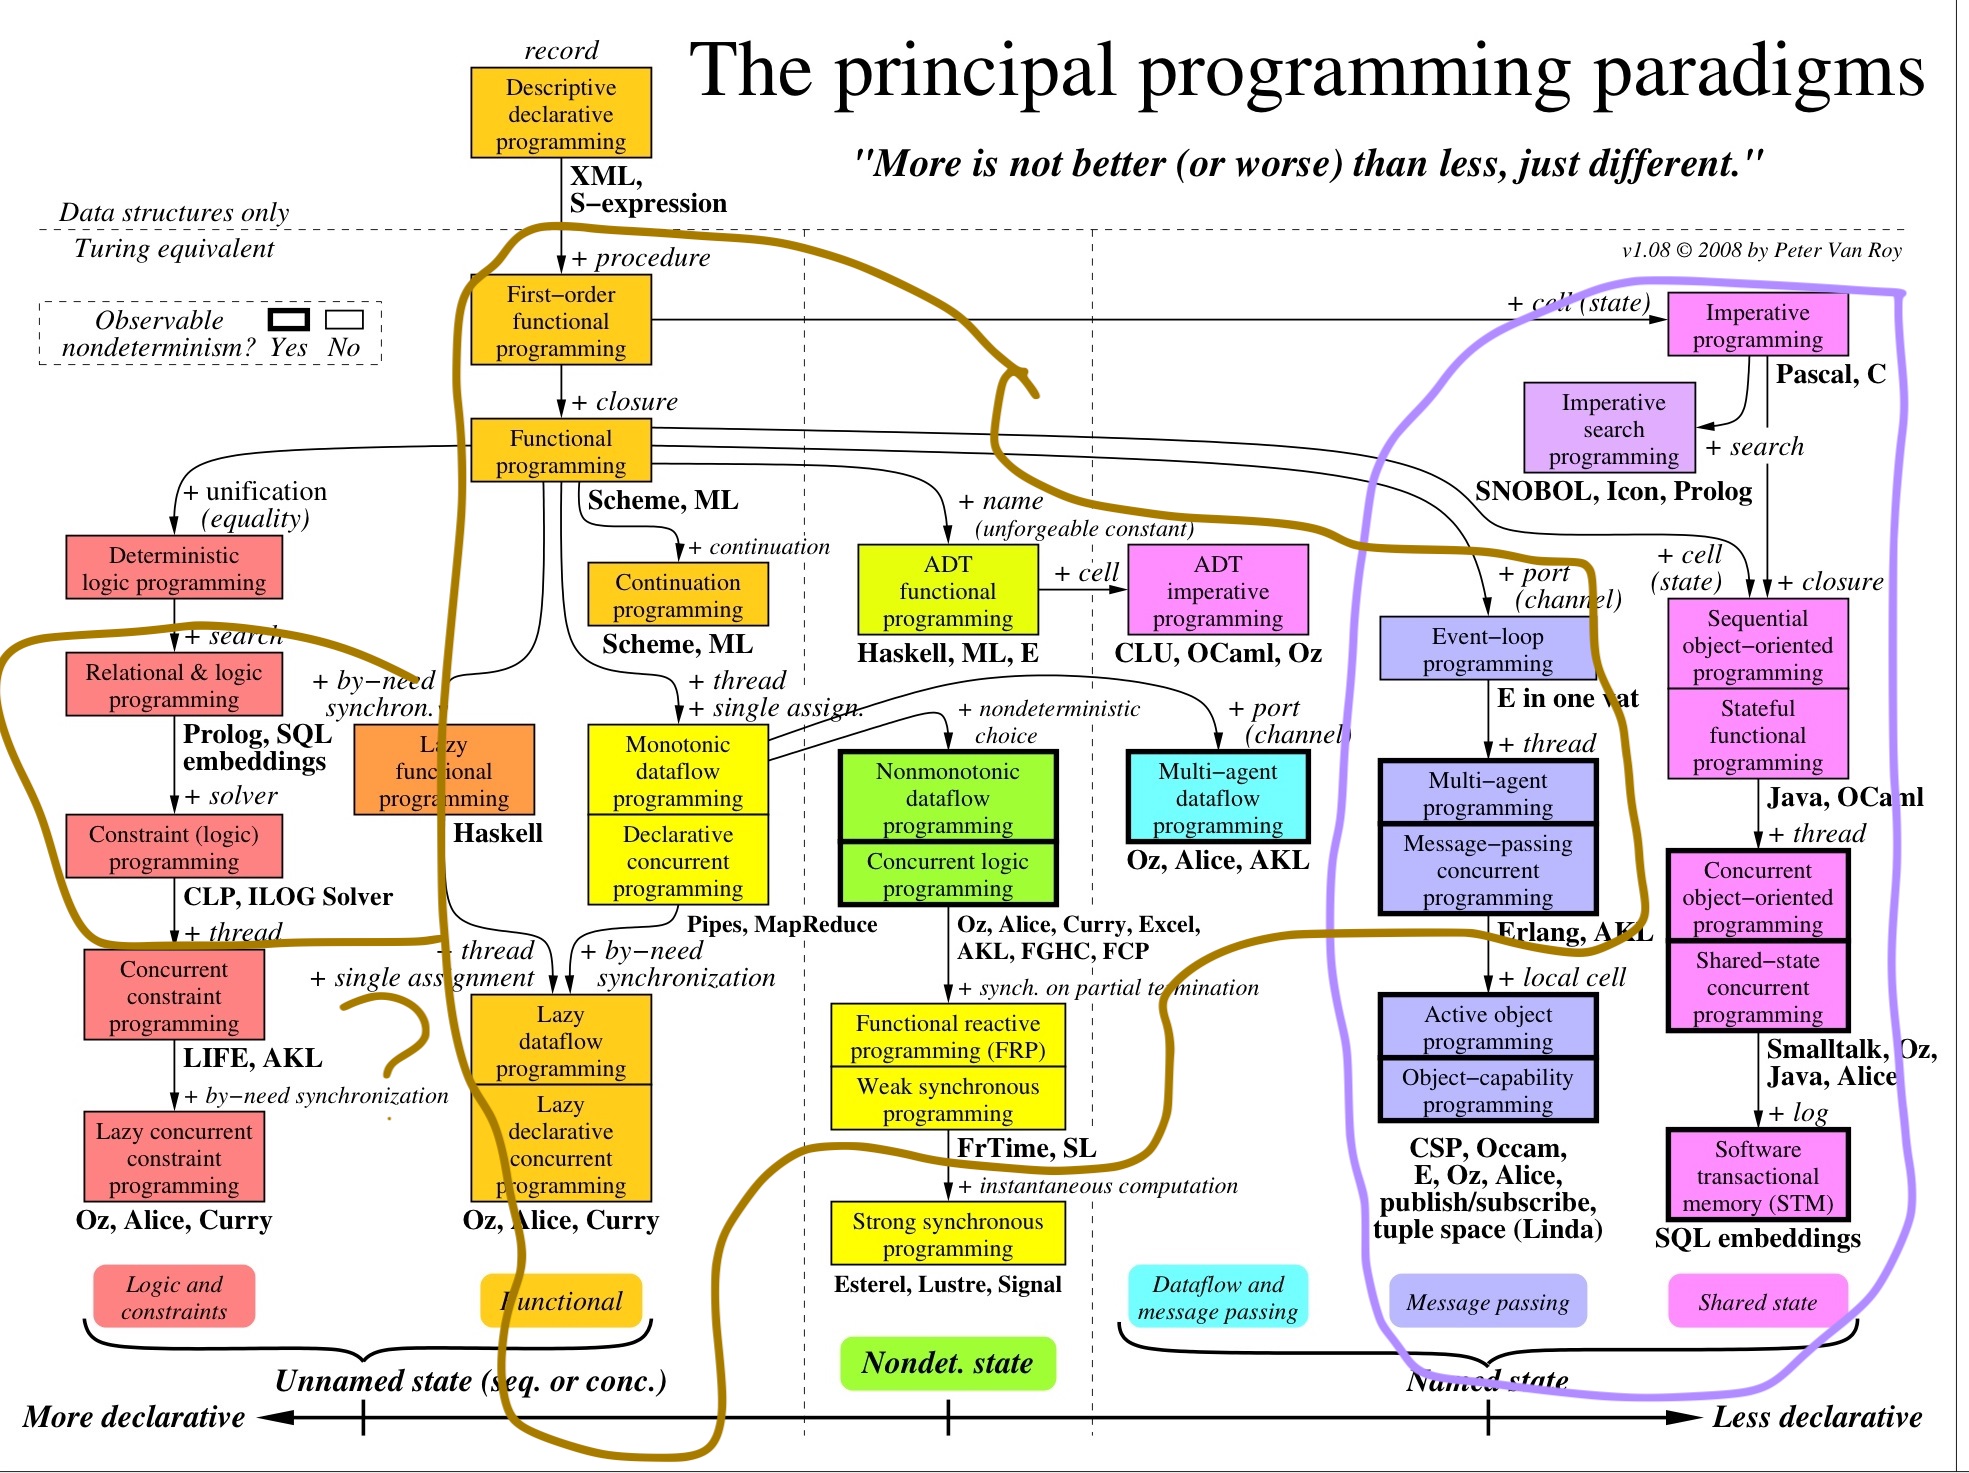 The principal programming paradigms
"More is not better (or worse) than less, just different."
v1.08 © 2008 by Peter Van Roy
record
Descriptive
declarative
programming
XML,
S−expression
Data structures only
Turing equivalent
Observable
nondeterminism? Yes No
+ procedure
First−order
functional
programming
+ closure
Functional
programming
Scheme, ML
+ unification
(equality)
Deterministic
logic programming
+ search
Relational & logic
programming
Prolog, SQL
embeddings
+ solver
Constraint (logic)
programming
CLP, ILOG Solver
+ thread
Concurrent
constraint
programming
LIFE, AKL
+ by−need synchronization
Lazy concurrent
constraint
programming
Oz, Alice, Curry
+ by−need
synchron.
Lazy
functional
programming
Haskell
+ thread
+ single assignment
?
+ continuation
Continuation
programming
Scheme, ML
+ thread
+ single assign.
Monotonic
dataflow
programming
Declarative
concurrent
programming
Pipes, MapReduce
+ by−need
synchronization
Lazy
dataflow
programming
Lazy
declarative
concurrent
programming
Oz, Alice, Curry
+ name
(unforgeable constant)
ADT
functional
programming
Haskell, ML, E
+ cell
ADT
imperative
programming
CLU, OCaml, Oz
+ nondeterministic
choice
Nonmonotonic
dataflow
programming
Concurrent logic
programming
Oz, Alice, Curry, Excel,
AKL, FGHC, FCP
+ synch. on partial termination
Functional reactive
programming (FRP)
Weak synchronous
programming
FrTime, SL
+ instantaneous computation
Strong synchronous
programming
Esterel, Lustre, Signal
+ port
(channel)
Multi−agent
dataflow
programming
Oz, Alice, AKL
+ port
(channel)
Event−loop
programming
E in one vat
+ thread
Multi−agent
programming
Message−passing
concurrent
programming
Erlang, AKL
+ local cell
Active object
programming
Object−capability
programming
CSP, Occam,
E, Oz, Alice,
publish/subscribe,
tuple space (Linda)
+ cell (state)
Imperative
programming
Pascal, C
Imperative
search
programming
+ search
SNOBOL, Icon, Prolog
+ cell
(state)
+ closure
Sequential
object−oriented
programming
Stateful
functional
programming
Java, OCaml
+ thread
Concurrent
object−oriented
programming
Shared−state
concurrent
programming
Smalltalk, Oz,
Java, Alice
+ log
Software
transactional
memory (STM)
SQL embeddings
Logic and
constraints
Functional
Unnamed state (seq. or conc.)
Nondet. state
Dataflow and
message passing
Message passing
Shared state
Named state
More declarative
Less declarative